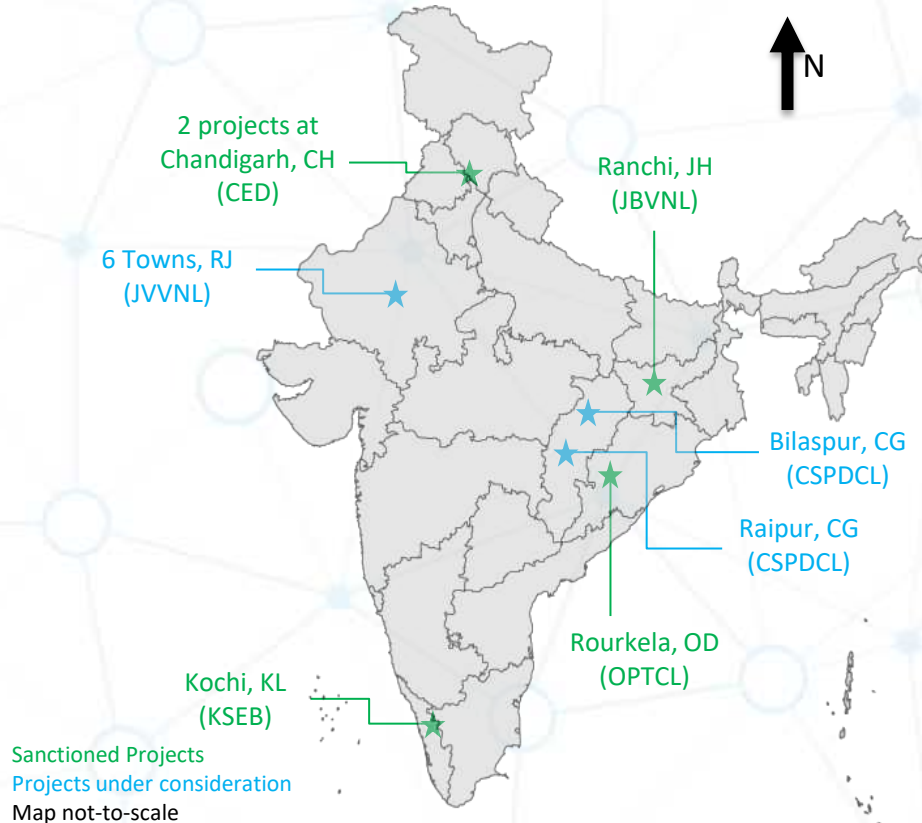 N
2 projects at
Chandigarh, CH
(CED)
Ranchi, JH
(JBVNL)
6 Towns, RJ
(JVVNL)
Bilaspur, CG
(CSPDCL)
Raipur, CG
(CSPDCL)
Rourkela, OD
(OPTCL)
Kochi, KL
(KSEB)
Sanctioned Projects
Projects under consideration
Map not-to-scale